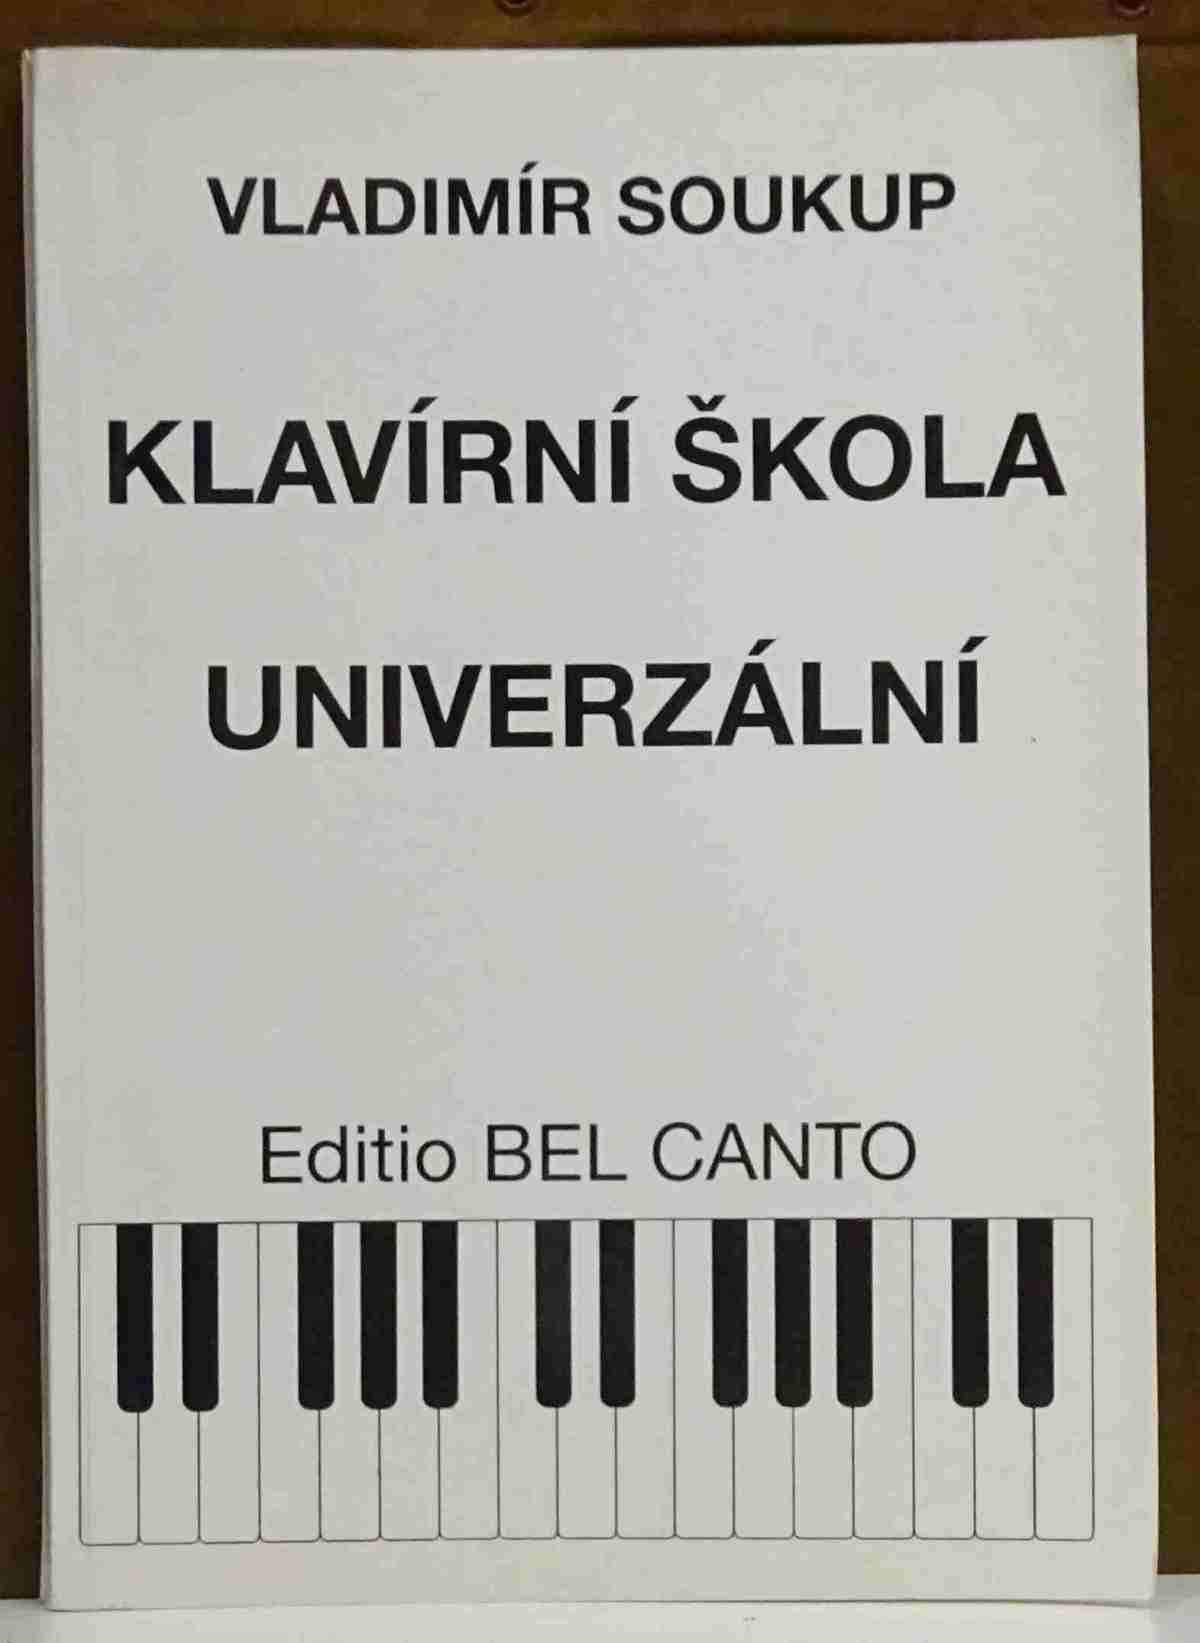 VLADIMÍR SOUKUP
KLAVÍRNÍ ŠKOLA
UNIVERZÁLNÍ
Editio BEL CANTO